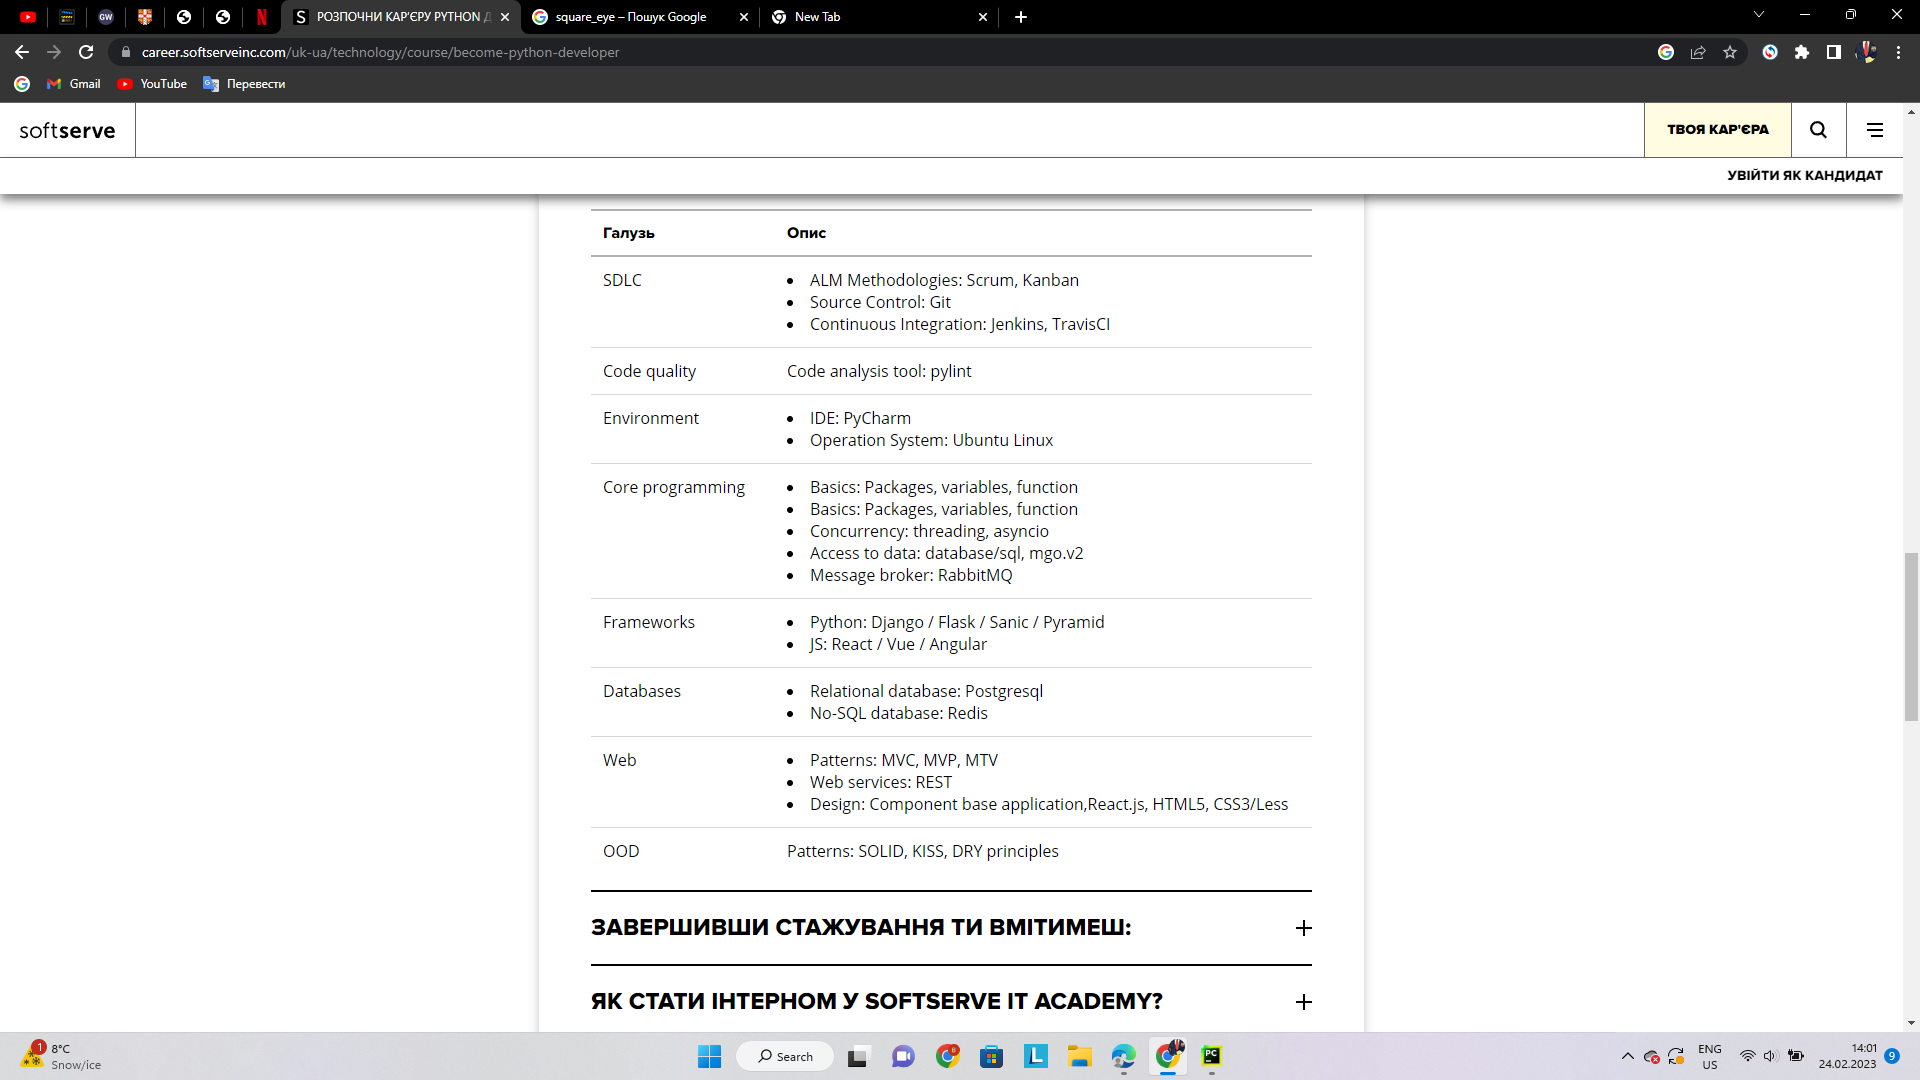 РОЗПОЧНИ КАР'ЄРУ PYTHON Д
square_eye – Пошук Google
New Tab
career.softserveinc.com/uk-ua/technology/course/become-python-developer
Gmail
YouTube
Перевести
softserve
ТВОЯ КАР'ЄРА
УВІЙТИ ЯК КАНДИДАТ
Галузь Опис
SDLC
ALM Methodologies: Scrum, Kanban
Source Control: Git
Continuous Integration: Jenkins, TravisCI
Code quality Code analysis tool: pylint
Environment
IDE: PyCharm
Operation System: Ubuntu Linux
Core programming
Basics: Packages, variables, function
Basics: Packages, variables, function
Concurrency: threading, asyncio
Access to data: database/sql, mgo.v2
Message broker: RabbitMQ
Frameworks
Python: Django / Flask / Sanic / Pyramid
JS: React / Vue / Angular
Databases
Relational database: Postgresql
No-SQL database: Redis
Web
Patterns: MVC, MVP, MTV
Web services: REST
Design: Component base application,React.js, HTML5, CSS3/Less
OOD Patterns: SOLID, KISS, DRY principles
ЗАВЕРШИВШИ СТАЖУВАННЯ ТИ ВМІТИМЕШ:
ЯК СТАТИ ІНТЕРНОМ У SOFTSERVE IT ACADEMY?
1
8°C
Snow/ice
Search
ENG
US
14:01
24.02.2023
9